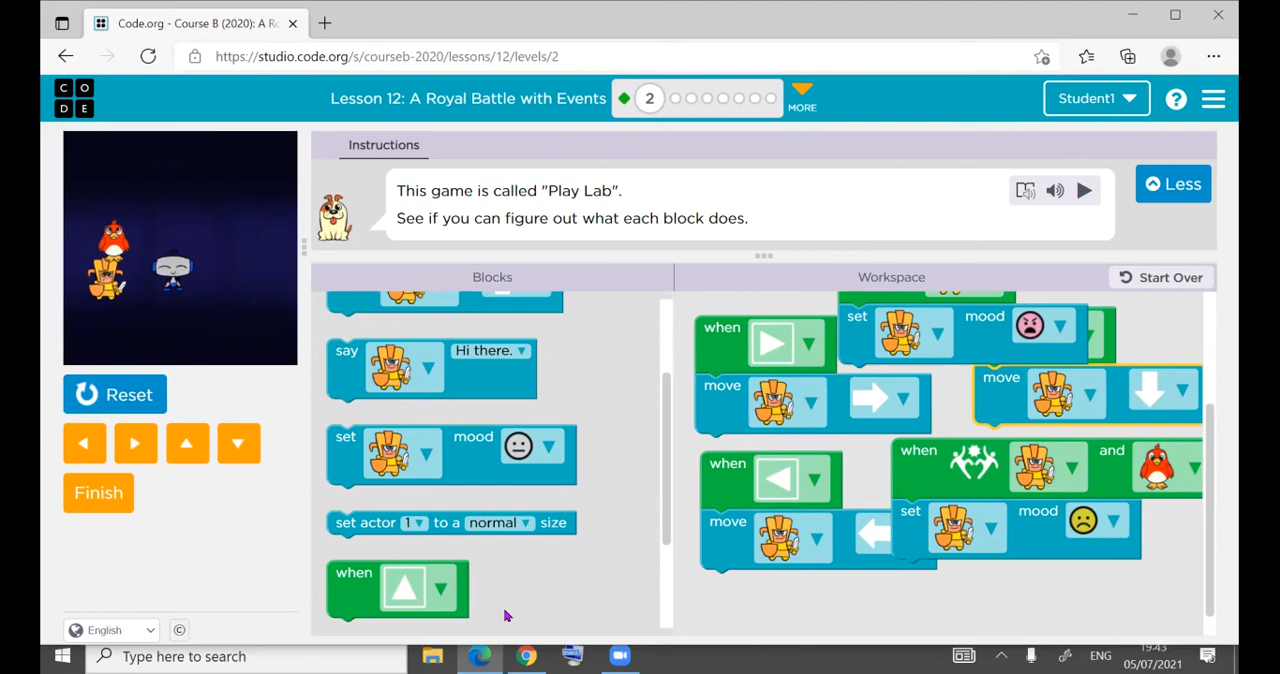 Code.org - Course B (2020): A Ro
https://studio.code.org/s/courseb-2020/lessons/12/levels/2
C O
D E
Lesson 12: A Royal Battle with Events
2
MORE
Student1
?
Instructions
This game is called "Play Lab".
See if you can figure out what each block does.
Less
Blocks
Workspace
Start Over
say
Hi there.
set
mood
set actor 1 to a normal size
when
when
move
when
move
set
mood
move
when
and
set
mood
Reset
Finish
English
©
Type here to search
ENG
19:43
05/07/2021